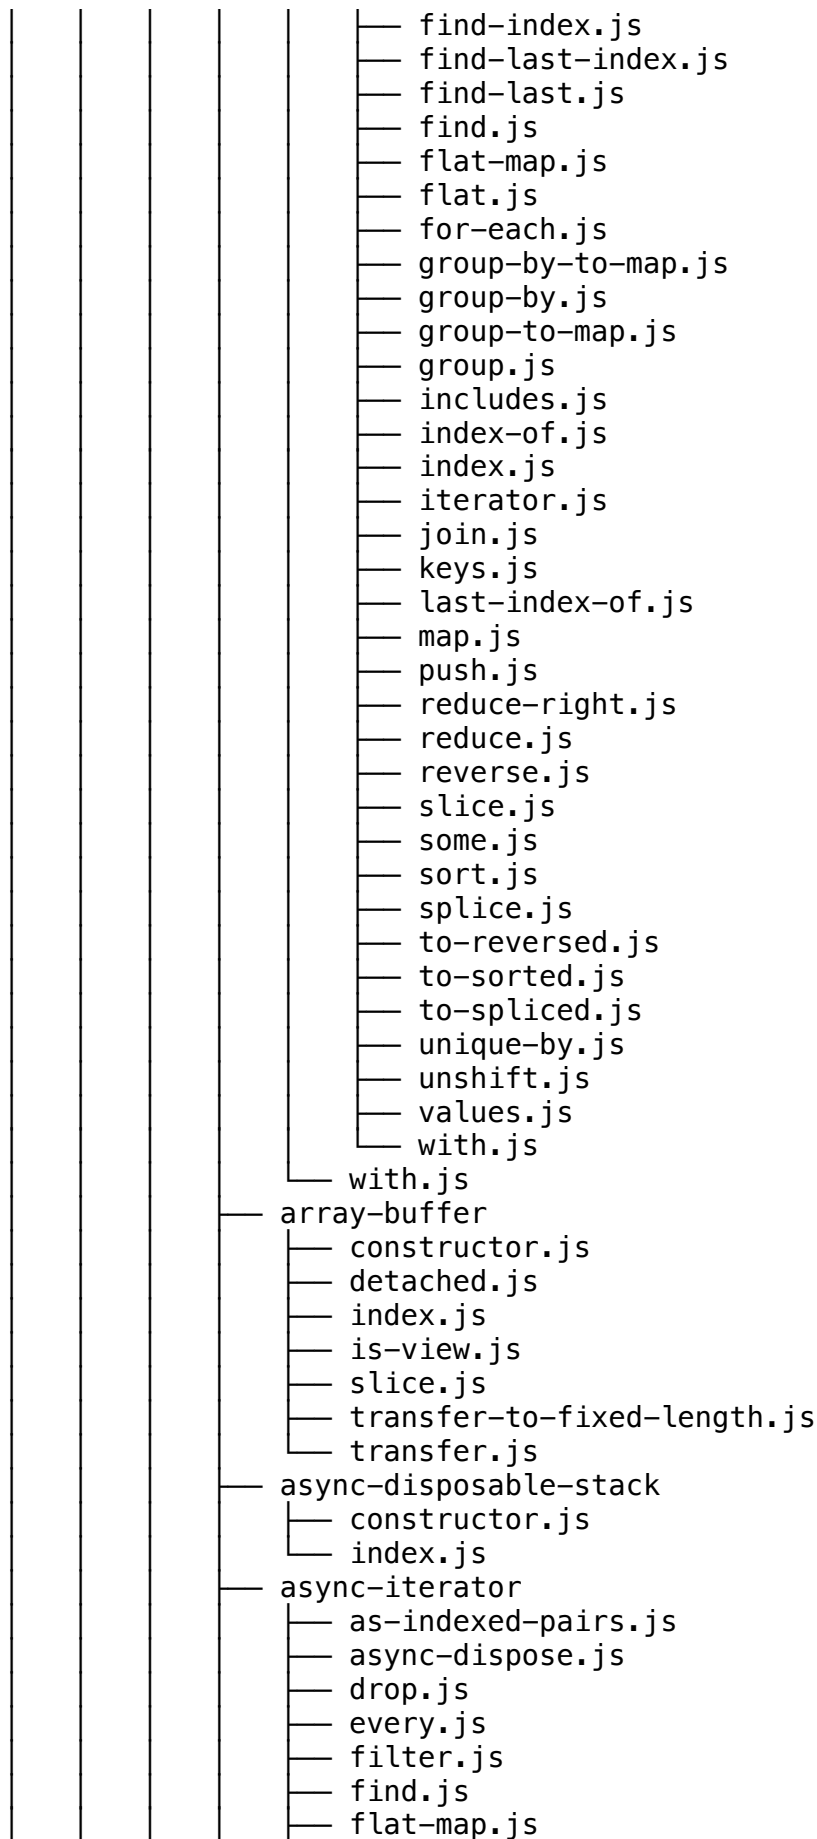 │   │   │   │   │   ├── find-index.js
│   │   │   │   │   ├── find-last-index.js
│   │   │   │   │   ├── find-last.js
│   │   │   │   │   ├── find.js
│   │   │   │   │   ├── flat-map.js
│   │   │   │   │   ├── flat.js
│   │   │   │   │   ├── for-each.js
│   │   │   │   │   ├── group-by-to-map.js
│   │   │   │   │   ├── group-by.js
│   │   │   │   │   ├── group-to-map.js
│   │   │   │   │   ├── group.js
│   │   │   │   │   ├── includes.js
│   │   │   │   │   ├── index-of.js
│   │   │   │   │   ├── index.js
│   │   │   │   │   ├── iterator.js
│   │   │   │   │   ├── join.js
│   │   │   │   │   ├── keys.js
│   │   │   │   │   ├── last-index-of.js
│   │   │   │   │   ├── map.js
│   │   │   │   │   ├── push.js
│   │   │   │   │   ├── reduce-right.js
│   │   │   │   │   ├── reduce.js
│   │   │   │   │   ├── reverse.js
│   │   │   │   │   ├── slice.js
│   │   │   │   │   ├── some.js
│   │   │   │   │   ├── sort.js
│   │   │   │   │   ├── splice.js
│   │   │   │   │   ├── to-reversed.js
│   │   │   │   │   ├── to-sorted.js
│   │   │   │   │   ├── to-spliced.js
│   │   │   │   │   ├── unique-by.js
│   │   │   │   │   ├── unshift.js
│   │   │   │   │   ├── values.js
│   │   │   │   │   └── with.js
│   │   │   │   └── with.js
│   │   │   ├── array-buffer
│   │   │   │   ├── constructor.js
│   │   │   │   ├── detached.js
│   │   │   │   ├── index.js
│   │   │   │   ├── is-view.js
│   │   │   │   ├── slice.js
│   │   │   │   ├── transfer-to-fixed-length.js
│   │   │   │   └── transfer.js
│   │   │   ├── async-disposable-stack
│   │   │   │   ├── constructor.js
│   │   │   │   └── index.js
│   │   │   ├── async-iterator
│   │   │   │   ├── as-indexed-pairs.js
│   │   │   │   ├── async-dispose.js
│   │   │   │   ├── drop.js
│   │   │   │   ├── every.js
│   │   │   │   ├── filter.js
│   │   │   │   ├── find.js
│   │   │   │   ├── flat-map.js